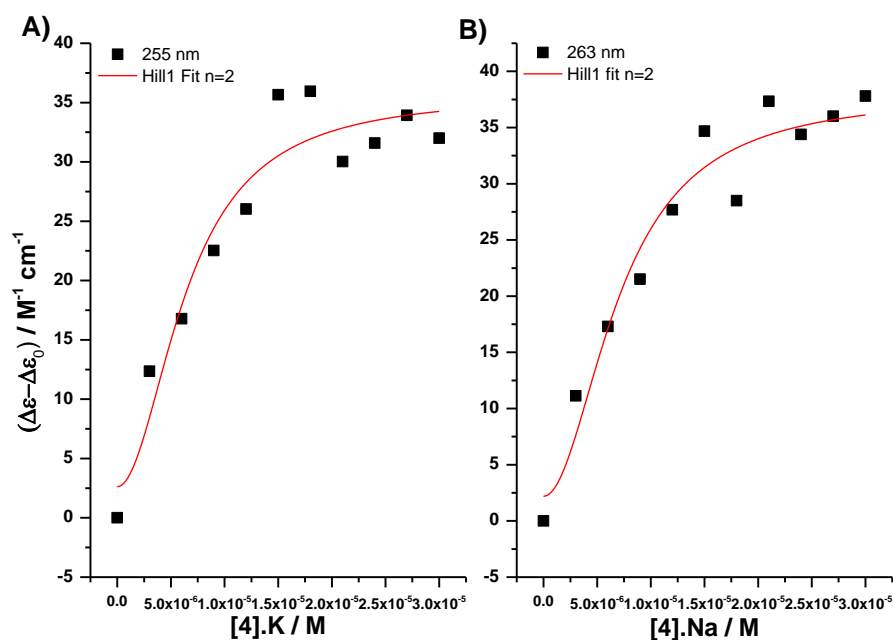 A)
255 nm
Hill1 Fit n=2
40
35
30
25
20
15
10
5
0
-5
(Δε−Δε₀) / M⁻¹ cm⁻¹
0.0 5.0x10⁻⁶ 1.0x10⁻⁵ 1.5x10⁻⁵ 2.0x10⁻⁵ 2.5x10⁻⁵ 3.0x10⁻⁵
[4].K / M
B)
263 nm
Hill1 fit n=2
40
35
30
25
20
15
10
5
0
-5
0.0 5.0x10⁻⁶ 1.0x10⁻⁵ 1.5x10⁻⁵ 2.0x10⁻⁵ 2.5x10⁻⁵ 3.0x10⁻⁵
[4].Na / M